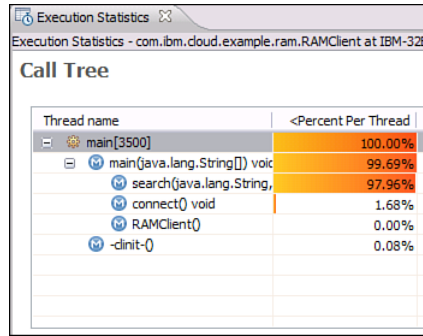 Execution Statistics
Execution Statistics - com.ibm.cloud.example.ram.RAMClient at IBM-32
Call Tree
Thread name <Percent Per Thread
main[3500] 100.00%
main(java.lang.String[]) voic 99.69%
search(java.lang.String, 97.96%
connect() void 1.68%
RAMClient() 0.00%
-clinit-() 0.08%